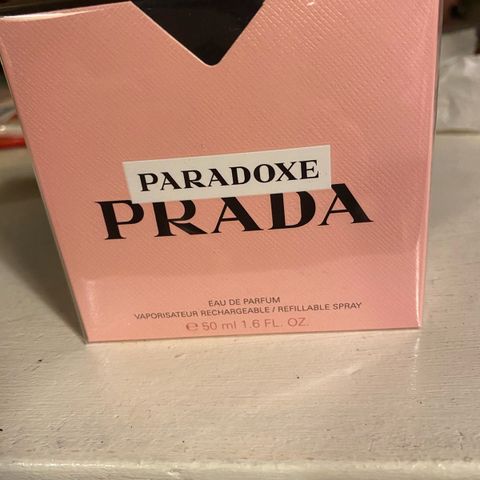 PARADOXE
PRADA
EAU DE PARFUM
VAPORISATEUR RECHARGEABLE / REFILLABLE SPRAY
℮ 50 ml 1.6 FL. OZ.